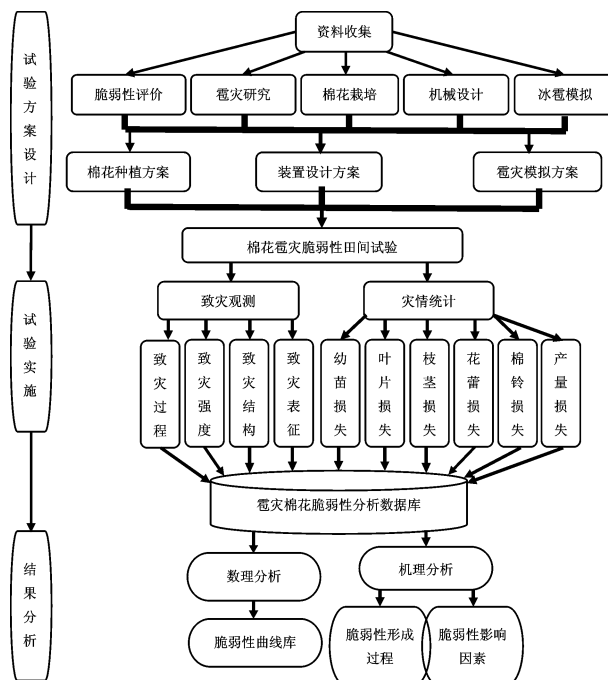 试验方案设计
资料收集
脆弱性评价
雹灾研究
棉花栽培
机械设计
冰雹模拟
棉花种植方案
装置设计方案
雹灾模拟方案
试验实施
棉花雹灾脆弱性田间试验
致灾观测
灾情统计
致灾过程
致灾强度
致灾结构
致灾表征
幼苗损失
叶片损失
枝茎损失
花蕾损失
棉铃损失
产量损失
雹灾棉花脆弱性分析数据库
结果分析
数理分析
机理分析
脆弱性曲线库
脆弱性形成
过程
脆弱性影响
因素